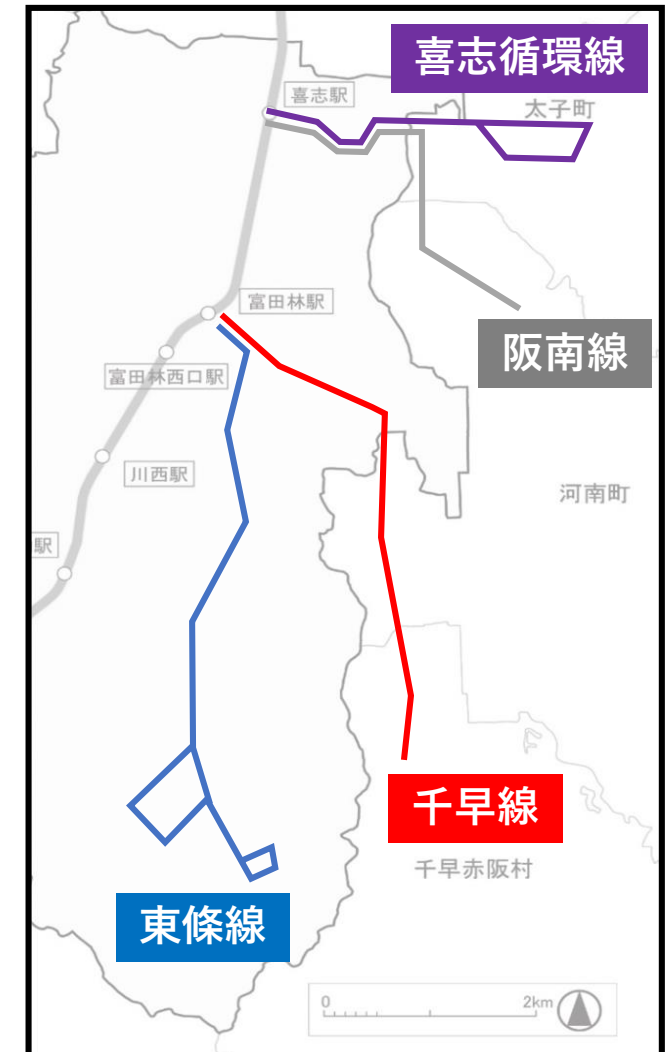 喜志循環線
喜志駅
太子町
富田林駅
阪南線
富田林西口駅
川西駅
河南町
駅
千早線
千早赤阪村
東條線
0
2km